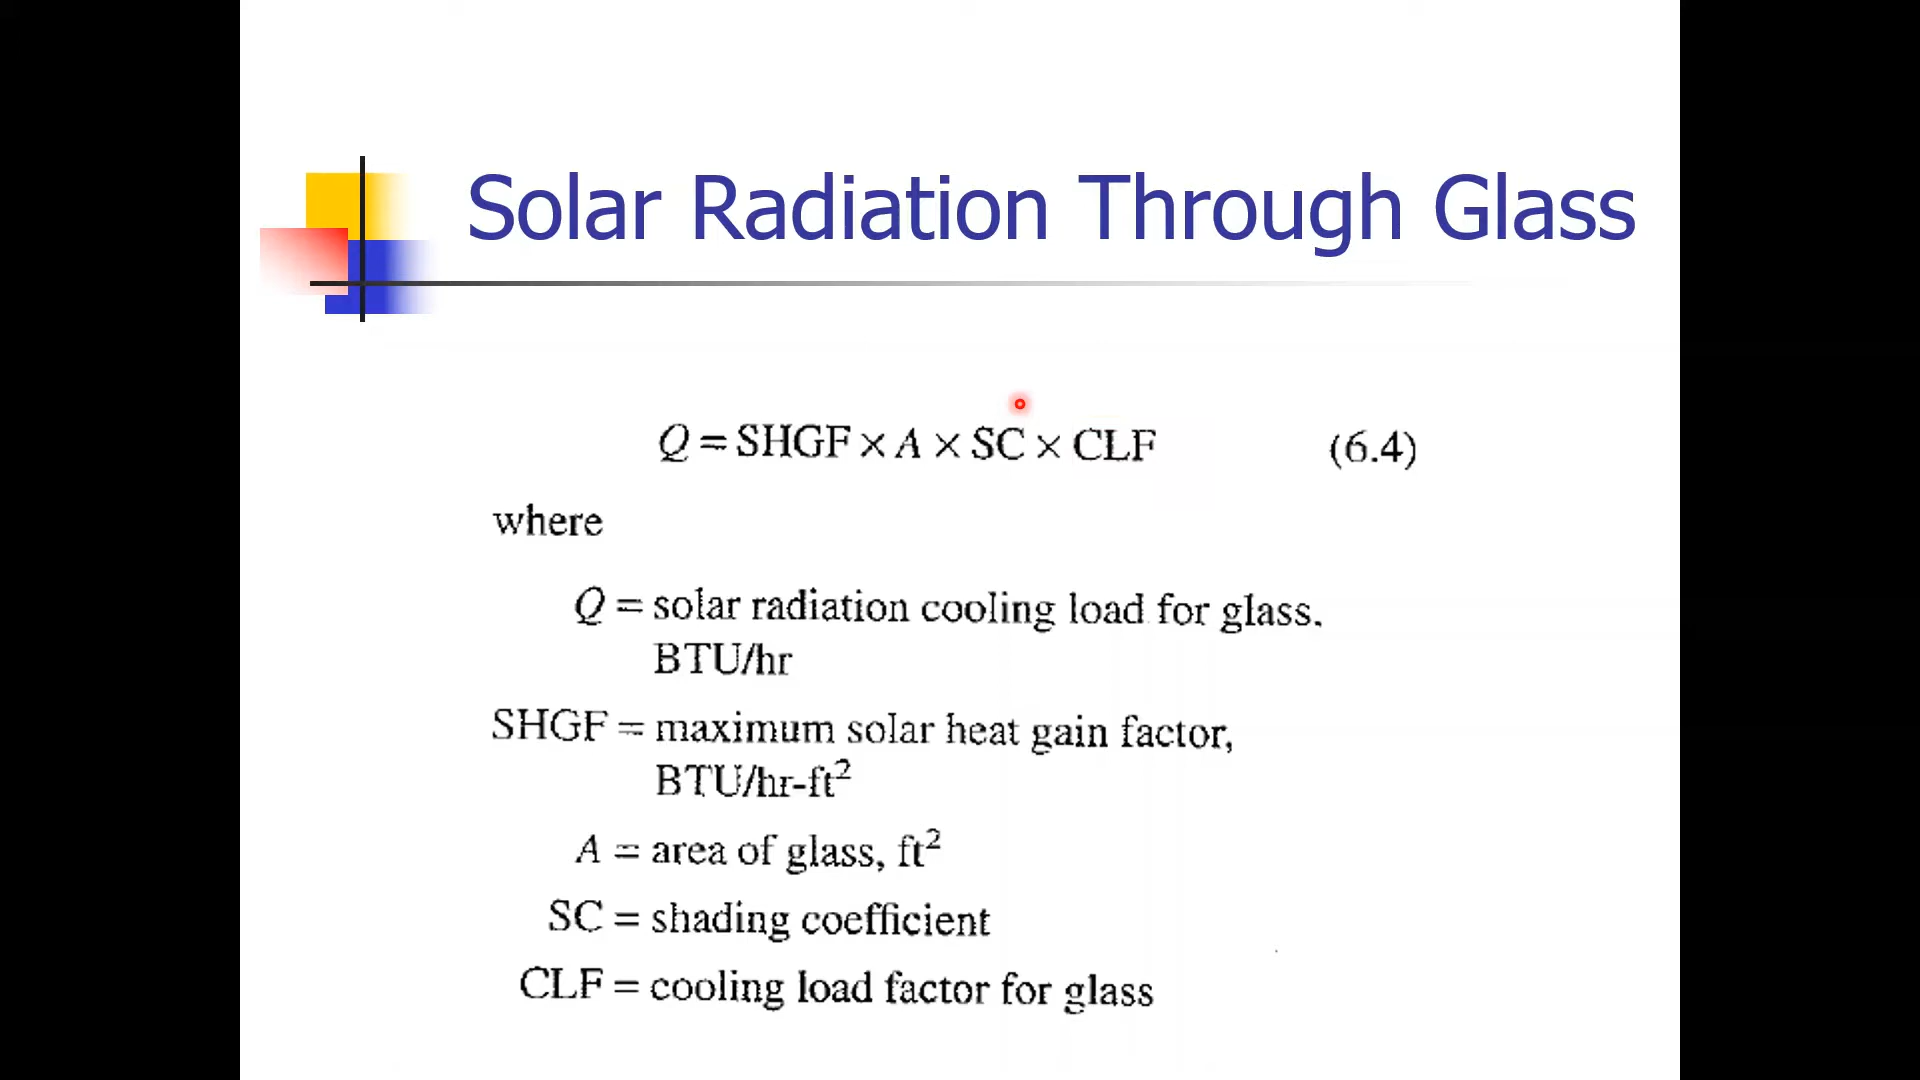 Solar Radiation Through Glass
Q = SHGF × A × SC × CLF (6.4)
where
Q = solar radiation cooling load for glass,
BTU/hr
SHGF = maximum solar heat gain factor,
BTU/hr-ft²
A = area of glass, ft²
SC = shading coefficient
CLF = cooling load factor for glass